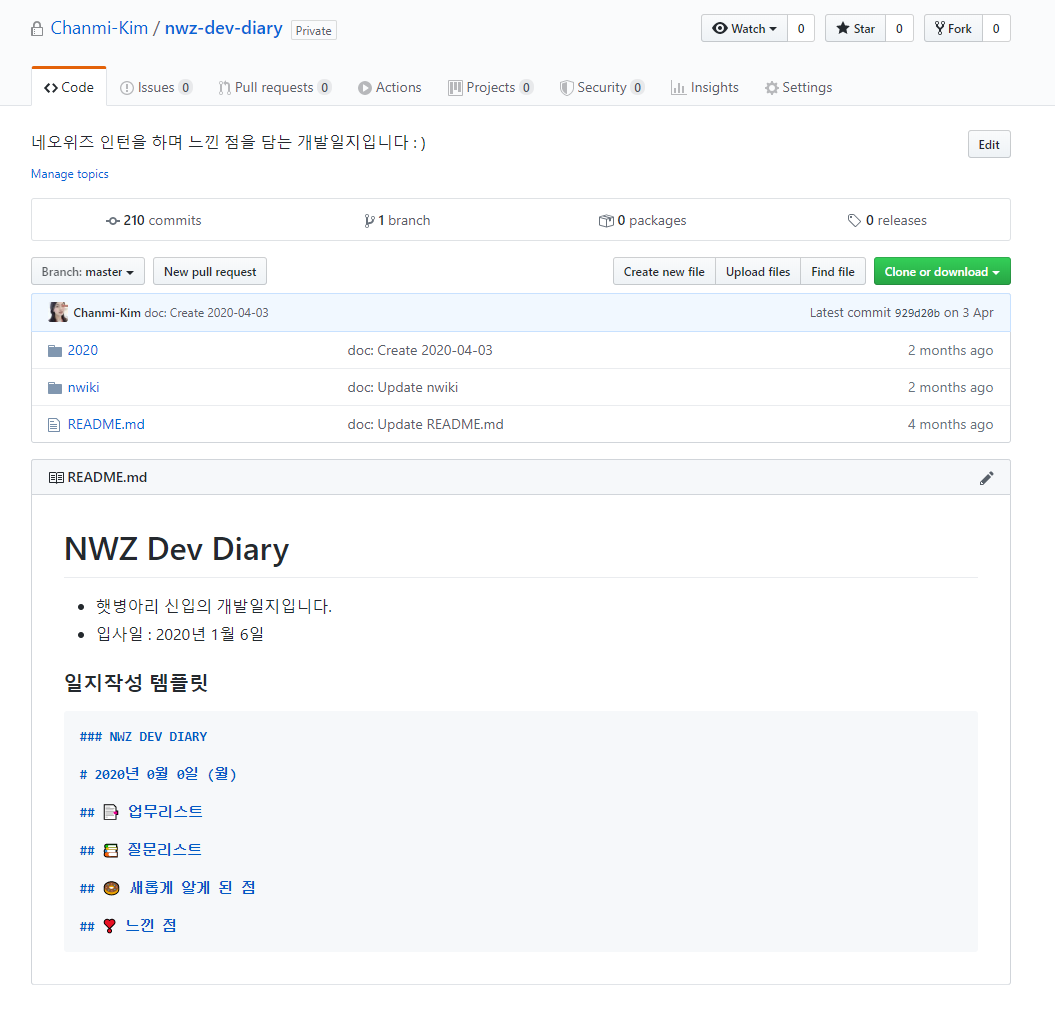 Chanmi-Kim / nwz-dev-diary Private Watch 0 Star 0 Fork 0
Code Issues 0 Pull requests 0 Actions Projects 0 Security 0 Insights Settings
네오위즈 인턴을 하며 느낀 점을 담는 개발일지입니다 : ) Edit
Manage topics
210 commits 1 branch 0 packages 0 releases
Branch: master New pull request Create new file Upload files Find file Clone or download
Chanmi-Kim doc: Create 2020-04-03 Latest commit 929d20b on 3 Apr
2020 doc: Create 2020-04-03 2 months ago
nwiki doc: Update nwiki 2 months ago
README.md doc: Update README.md 4 months ago
README.md
NWZ Dev Diary
• 햇병아리 신입의 개발일지입니다.
• 입사일 : 2020년 1월 6일
일지작성 템플릿
### NWZ DEV DIARY
# 2020년 0월 0일 (월)
## 📑 업무리스트
## 📚 질문리스트
## 🍩 새롭게 알게 된 점
## ❣ 느낀 점